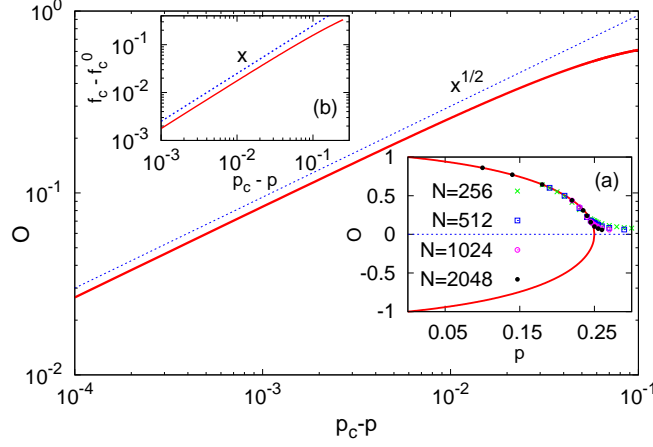 10^0
10^-1
10^-2
O
10^-4
10^-3
10^-2
10^-1
p_c-p
x^1/2
(b)
x
f_c - f_c^0
10^-1
10^-2
10^-3
10^-3
10^-2
10^-1
p_c - p
(a)
N=256
N=512
N=1024
N=2048
O
1
0.5
0
-0.5
-1
0.05
0.15
0.25
p